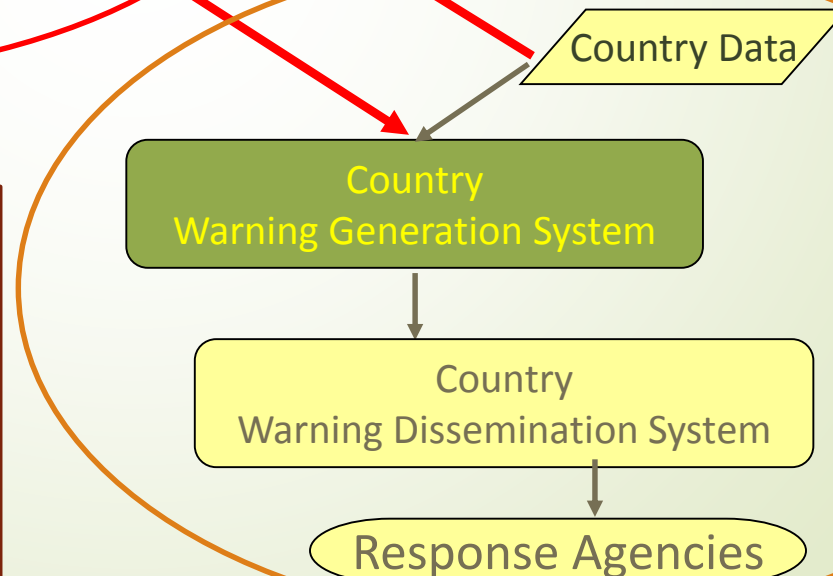 Country Data
Country
Warning Generation System
Country
Warning Dissemination System
Response Agencies